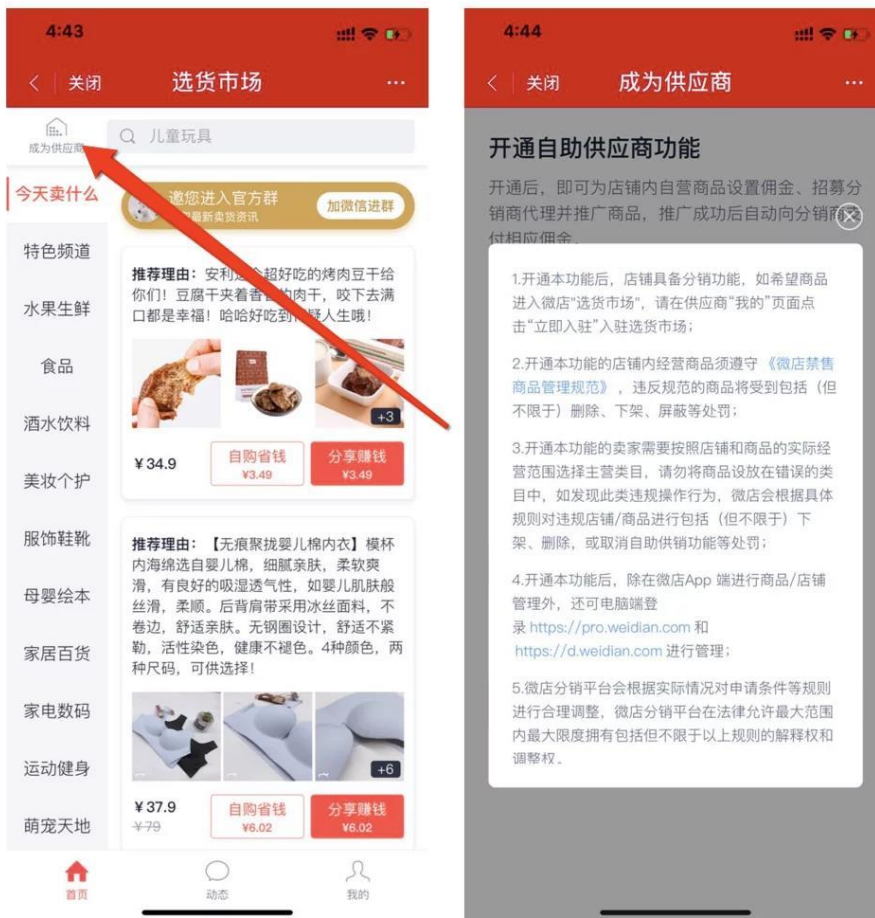 4:43
关闭
选货市场
成为供应商
儿童玩具
今天卖什么
特色频道
水果生鲜
食品
酒水饮料
美妆个护
服饰鞋靴
母婴绘本
家居百货
家电数码
运动健身
萌宠天地
邀您进入官方群
最新卖货资讯
加微信进群
推荐理由:安利这个超好吃的烤肉豆干给
你们!豆腐干夹着香 的肉干,咬下去满
口都是幸福!哈哈好吃到 疑人生哦!
+3
¥34.9
自购省钱
¥3.49
分享赚钱
¥3.49
推荐理由:【无痕聚拢婴儿棉内衣】模杯
内海绵选自婴儿棉,细腻亲肤,柔软爽
滑,有良好的吸湿透气性,如婴儿肌肤般
丝滑,柔顺。后背肩带采用冰丝面料,不
卷边,舒适亲肤。无钢圈设计,舒适不紧
勒,活性染色,健康不褪色。4种颜色,两
种尺码,可供选择!
+6
¥37.9
¥79
自购省钱
¥6.02
分享赚钱
¥6.02
首页
动态
我的
4:44
关闭
成为供应商
开通自助供应商功能
开通后,即可为店铺内自营商品设置佣金、招募分
销商代理并推广商品,推广成功后自动向分销商支
付相应佣金。
1.开通本功能后,店铺具备分销功能,如希望商品
进入微店"选货市场",请在供应商“我的”页面点
击“立即入驻”入驻选货市场;
2.开通本功能的店铺内经营商品须遵守《微店禁售
商品管理规范》,违反规范的商品将受到包括(但
不限于)删除、下架、屏蔽等处罚;
3.开通本功能的卖家需要按照店铺和商品的实际经
营范围选择主营类目,请勿将商品设放在错误的类
目中,如发现此类违规操作行为,微店会根据具体
规则对违规店铺/商品进行包括(但不限于)下
架、删除,或取消自助供销功能等处罚;
4.开通本功能后,除在微店App 端进行商品/店铺
管理外,还可电脑端登
录 https://pro.weidian.com 和
https://d.weidian.com 进行管理;
5.微店分销平台会根据实际情况对申请条件等规则
进行合理调整,微店分销平台在法律允许最大范围
内最大限度拥有包括但不限于以上规则的解释权和
调整权。